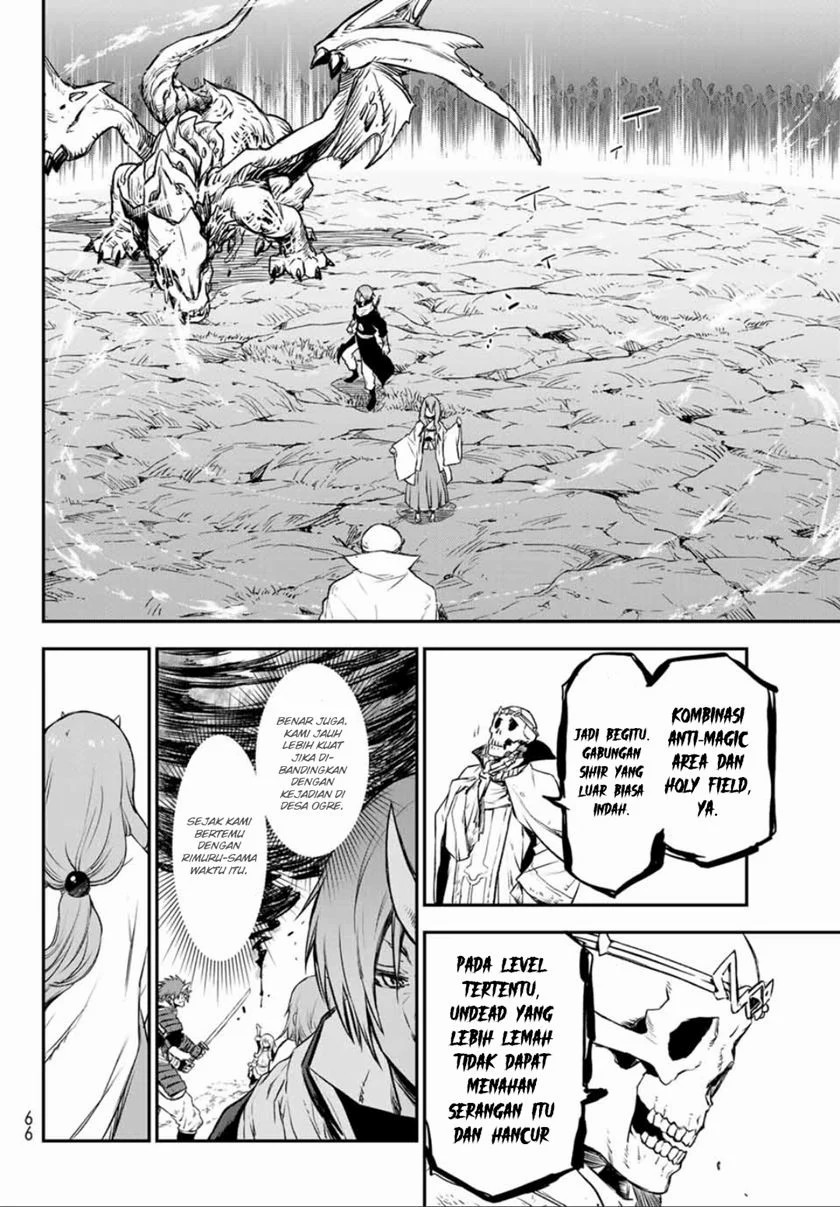 KOMBINASI
ANTI-MAGIC
AREA DAN
HOLY FIELD,
YA.
JADI BEGITU.
GABUNGAN
SIHIR YANG
LUAR BIASA
INDAH.
PADA LEVEL
TERTENTU,
UNDEAD YANG
LEBIH LEMAH
TIDAK DAPAT
MENAHAN
SERANGAN ITU
DAN HANCUR
BENAR JUGA.
KAMI JAUH
LEBIH KUAT
JIKA DI-
BANDINGKAN
DENGAN
KEJADIAN DI
DESA OGRE.
SEJAK KAMI
BERTEMU
DENGAN
RIMURU-SAMA
WAKTU ITU.
66